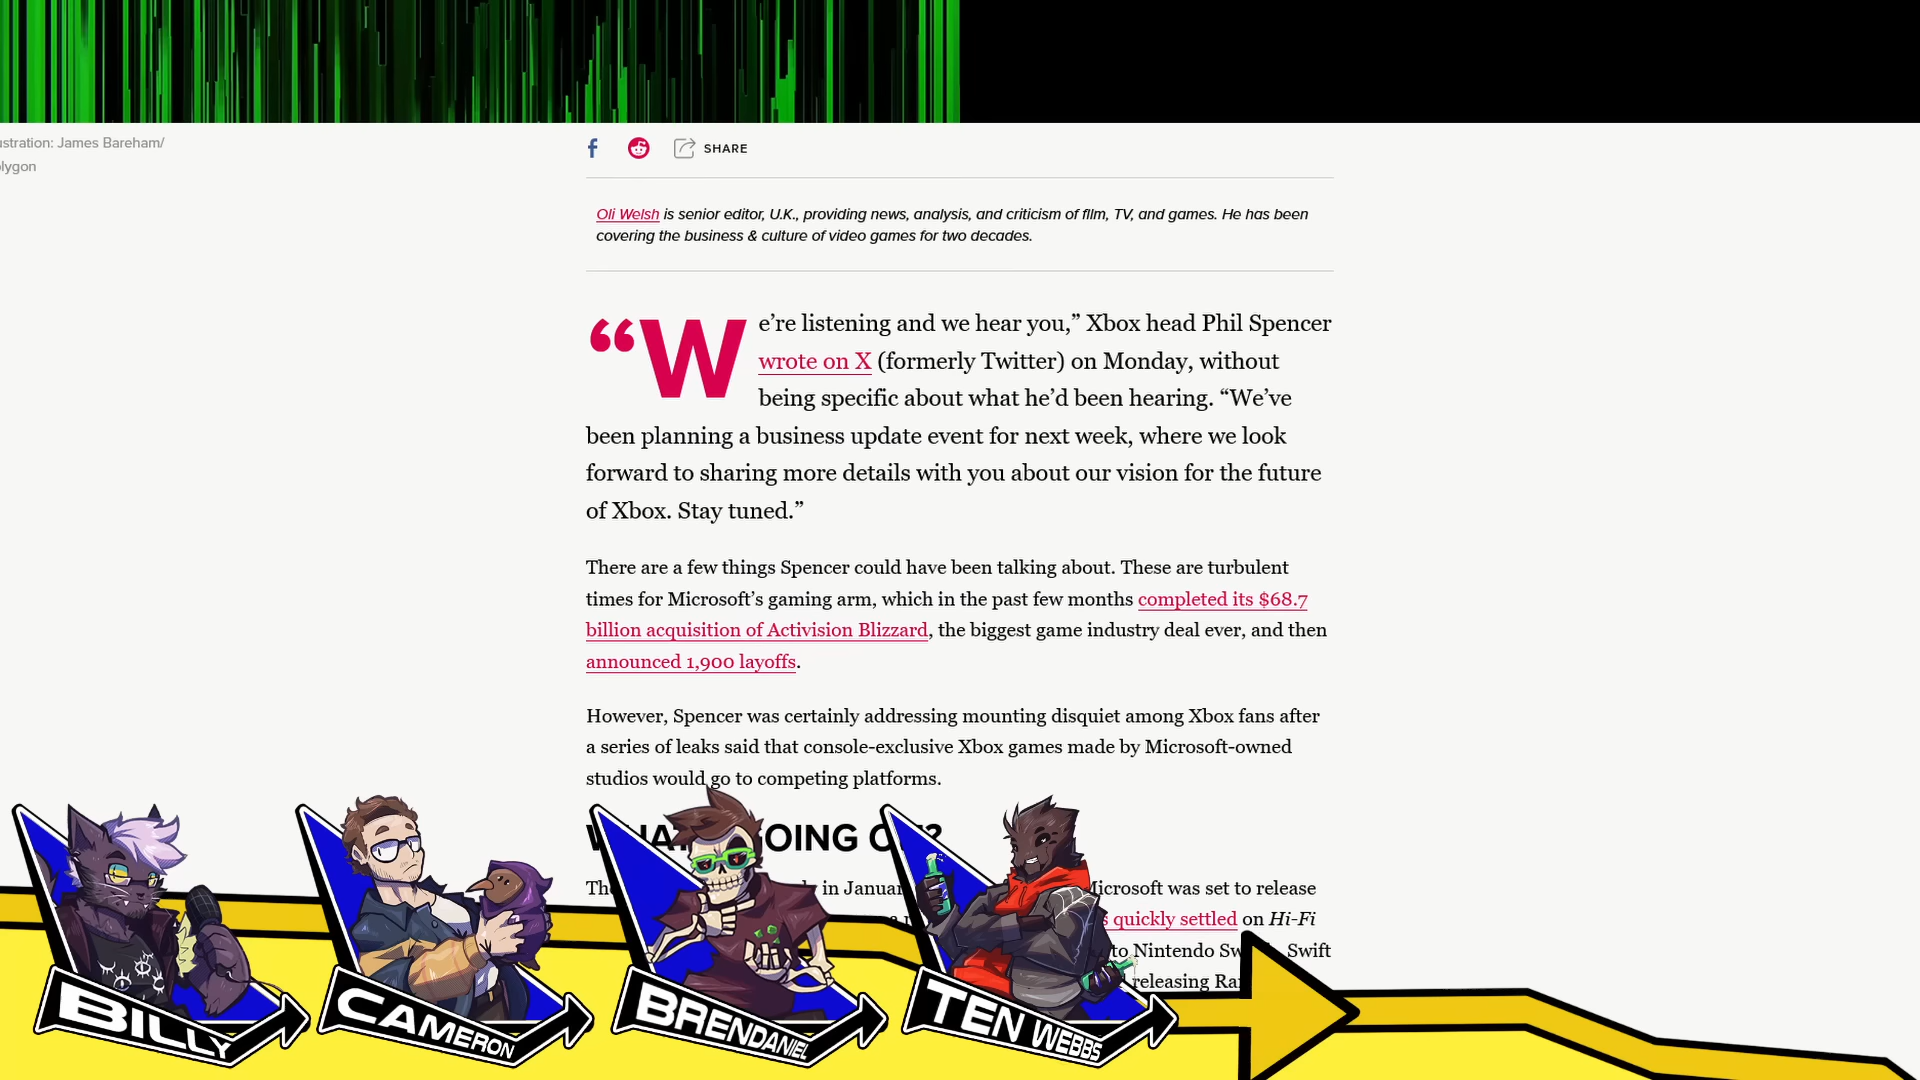 ustration: James Bareham/
lygon
SHARE
Oli Welsh is senior editor, U.K., providing news, analysis, and criticism of film, TV, and games. He has been
covering the business & culture of video games for two decades.
“We’re listening and we hear you,” Xbox head Phil Spencer
wrote on X (formerly Twitter) on Monday, without
being specific about what he’d been hearing. “We’ve
been planning a business update event for next week, where we look
forward to sharing more details with you about our vision for the future
of Xbox. Stay tuned.”
There are a few things Spencer could have been talking about. These are turbulent
times for Microsoft’s gaming arm, which in the past few months completed its $68.7
billion acquisition of Activision Blizzard, the biggest game industry deal ever, and then
announced 1,900 layoffs.
However, Spencer was certainly addressing mounting disquiet among Xbox fans after
a series of leaks said that console-exclusive Xbox games made by Microsoft-owned
studios would go to competing platforms.
GOING
in Microsoft was set to release
quickly settled on Hi-Fi
to Nintendo Swift
releasing
BILLY
CAMERON
BRENDANIEL
TEN WEBBS